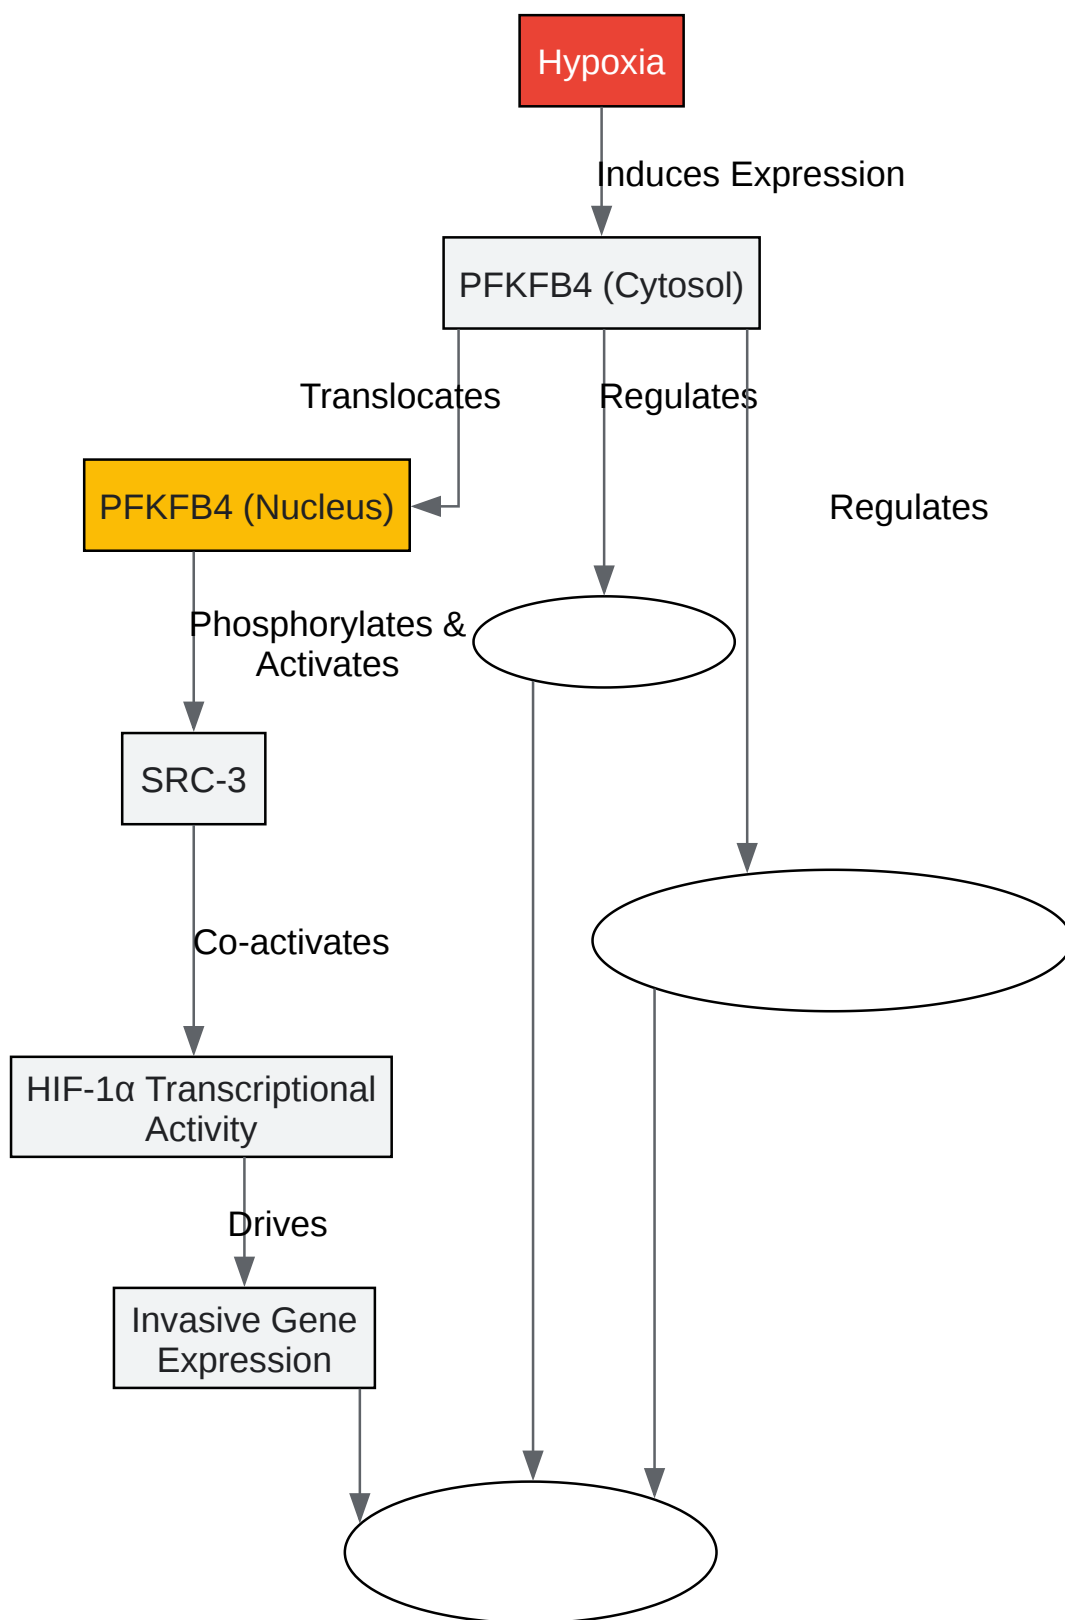 Hypoxia
Induces Expression
PFKFB4 (Cytosol)
Translocates
Regulates
PFKFB4 (Nucleus)
Regulates
Phosphorylates &
Activates
SRC-3
Co-activates
HIF-1α Transcriptional
Activity
Drives
Invasive Gene
Expression